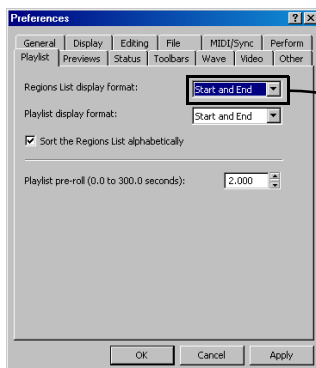 Preferences
General Display Editing File MIDI/Sync Perform
Playlist Previews Status Toolbars Wave Video Other
Regions List display format: Start and End
Playlist display format: Start and End
Sort the Regions List alphabetically
Playlist pre-roll (0.0 to 300.0 seconds): 2.000
OK Cancel Apply